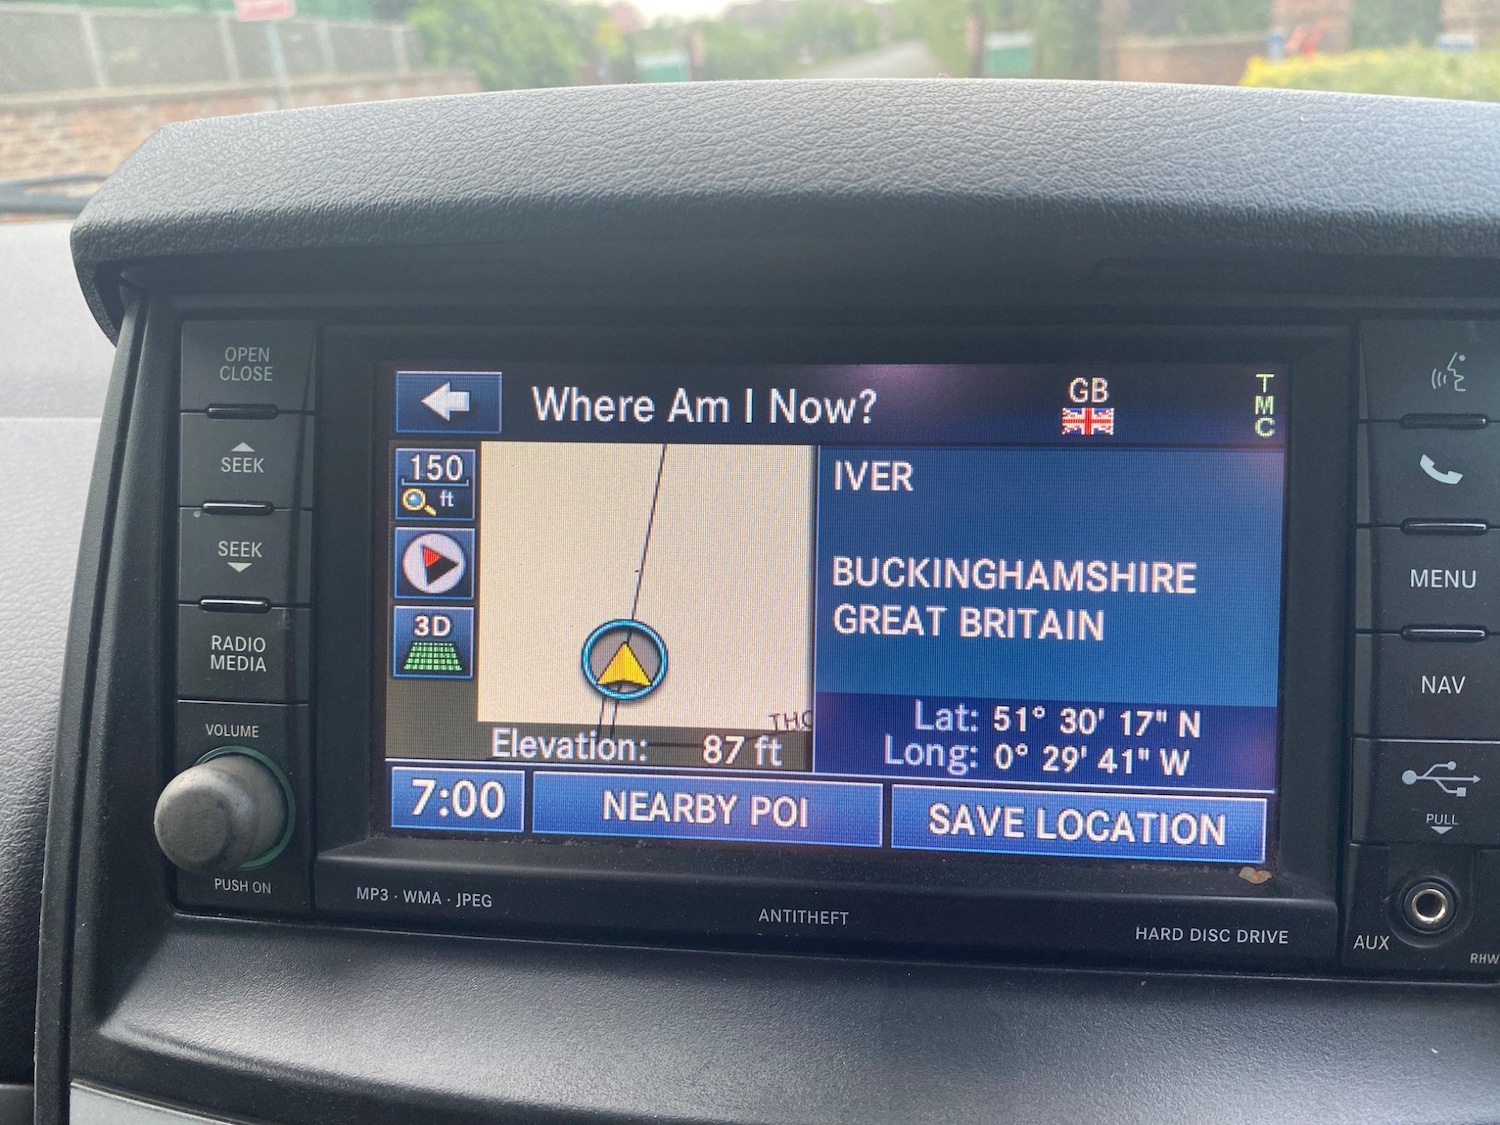 OPEN
CLOSE
SEEK
SEEK
RADIO
MEDIA
VOLUME
PUSH ON
Where Am I Now?
GB
TMC
150
ft
3D
THO
Elevation: 87 ft
IVER
BUCKINGHAMSHIRE
GREAT BRITAIN
Lat: 51° 30' 17" N
Long: 0° 29' 41" W
7:00
NEARBY POI
SAVE LOCATION
MP3 · WMA · JPEG
ANTITHEFT
HARD DISC DRIVE
MENU
NAV
PULL
AUX
RHW